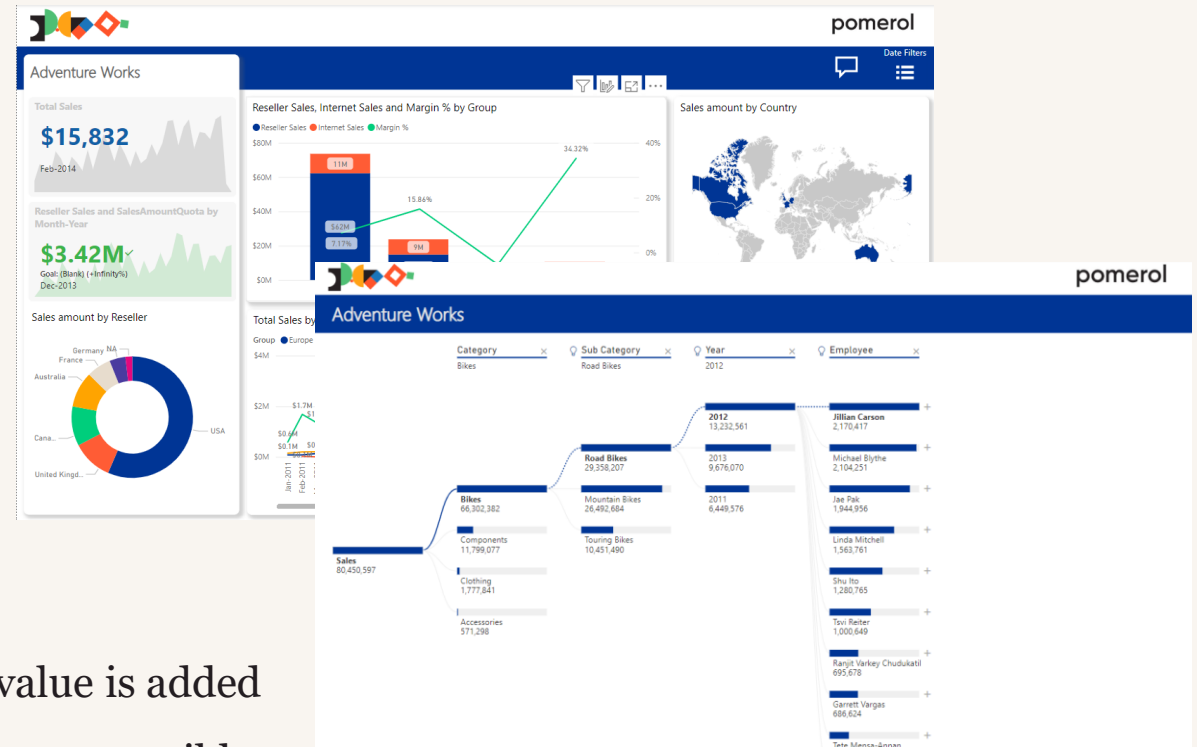 pomerol
Date Filters
Adventure Works
Total Sales
$15,832
Feb-2014
Reseller Sales and SalesAmountQuota by
Month-Year
$3.42M
Goal: (Blank) (+Infinity%)
Dec-2013
Sales amount by Reseller
Germany
NA
France
Australia
Cana...
United Kingd...
USA
Reseller Sales, Internet Sales and Margin % by Group
Reseller Sales
Internet Sales
Margin %
$80M
$60M
$40M
$20M
$0M
40%
20%
0%
11M
$62M
7.17%
15.86%
9M
34.32%
Sales amount by Country
Total Sales by
Group
Europe
$4M
$2M
$0M
$1.7M
$0.6M
$0.1M
Jan-2011
Feb-2011
pomerol
Adventure Works
Category
Bikes
Sub Category
Road Bikes
Year
2012
Employee
Sales
80,450,597
Bikes
66,302,382
Components
11,799,077
Clothing
1,777,841
Accessories
571,298
Road Bikes
29,358,207
Mountain Bikes
26,492,684
Touring Bikes
10,451,490
2012
13,232,561
2013
9,676,070
2011
6,449,576
Jillian Carson
2,170,417
Michael Blythe
2,104,251
Jae Pak
1,944,956
Linda Mitchell
1,563,761
Shu Ito
1,280,765
Tsvi Reiter
1,000,649
Ranjit Varkey Chudukatil
695,678
Garrett Vargas
686,624
Tete Mensa-Annan
value is added